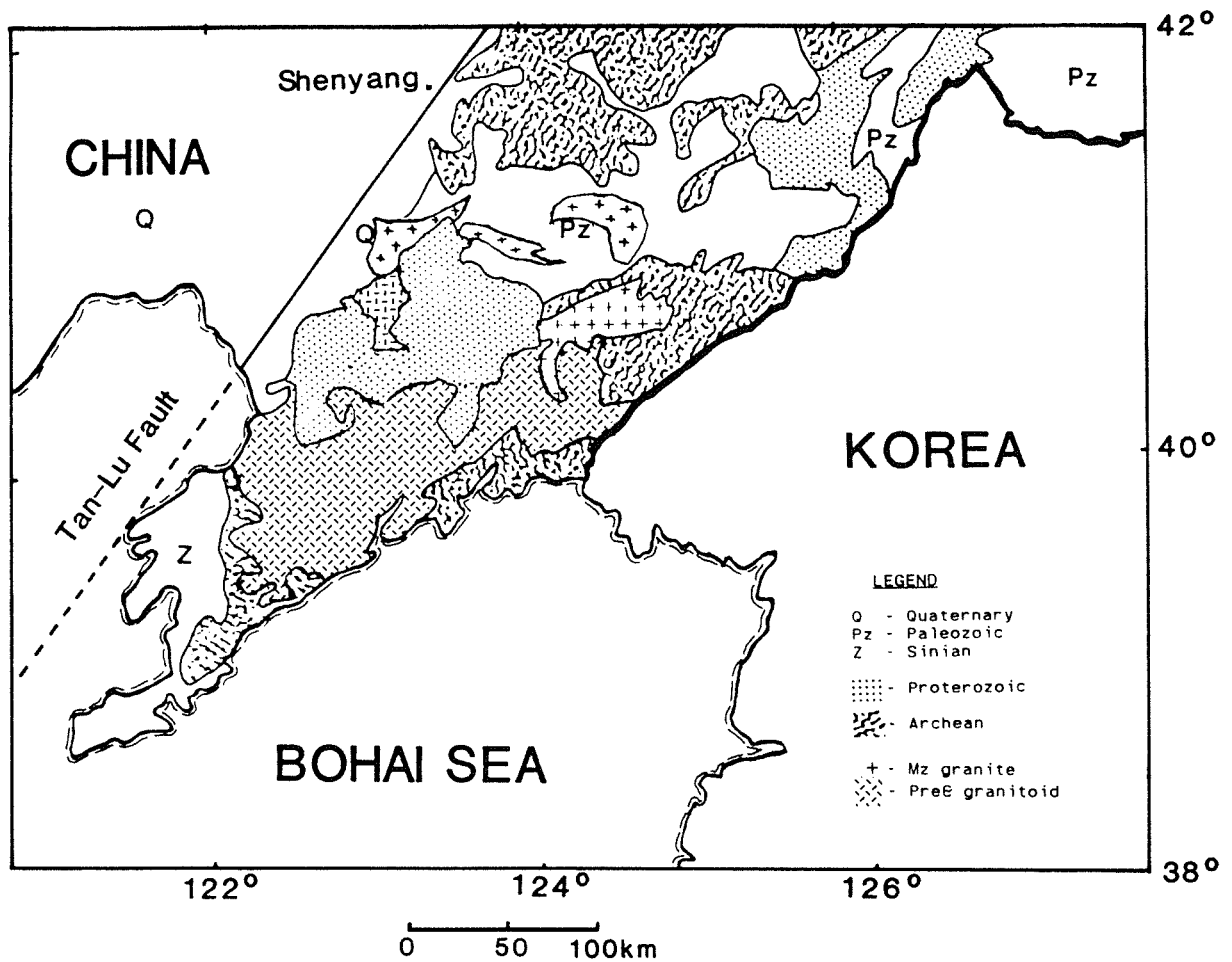 42°
Shenyang.
Pz
CHINA
Pz
Q
Q
Pz
Tan-Lu Fault
KOREA
40°
Z
LEGEND
Q - Quaternary
Pz - Paleozoic
Z - Sinian
- Proterozoic
- Archean
+ - Mz granite
- PreЄ granitoid
BOHAI SEA
122°
124°
126°
38°
0 50 100km